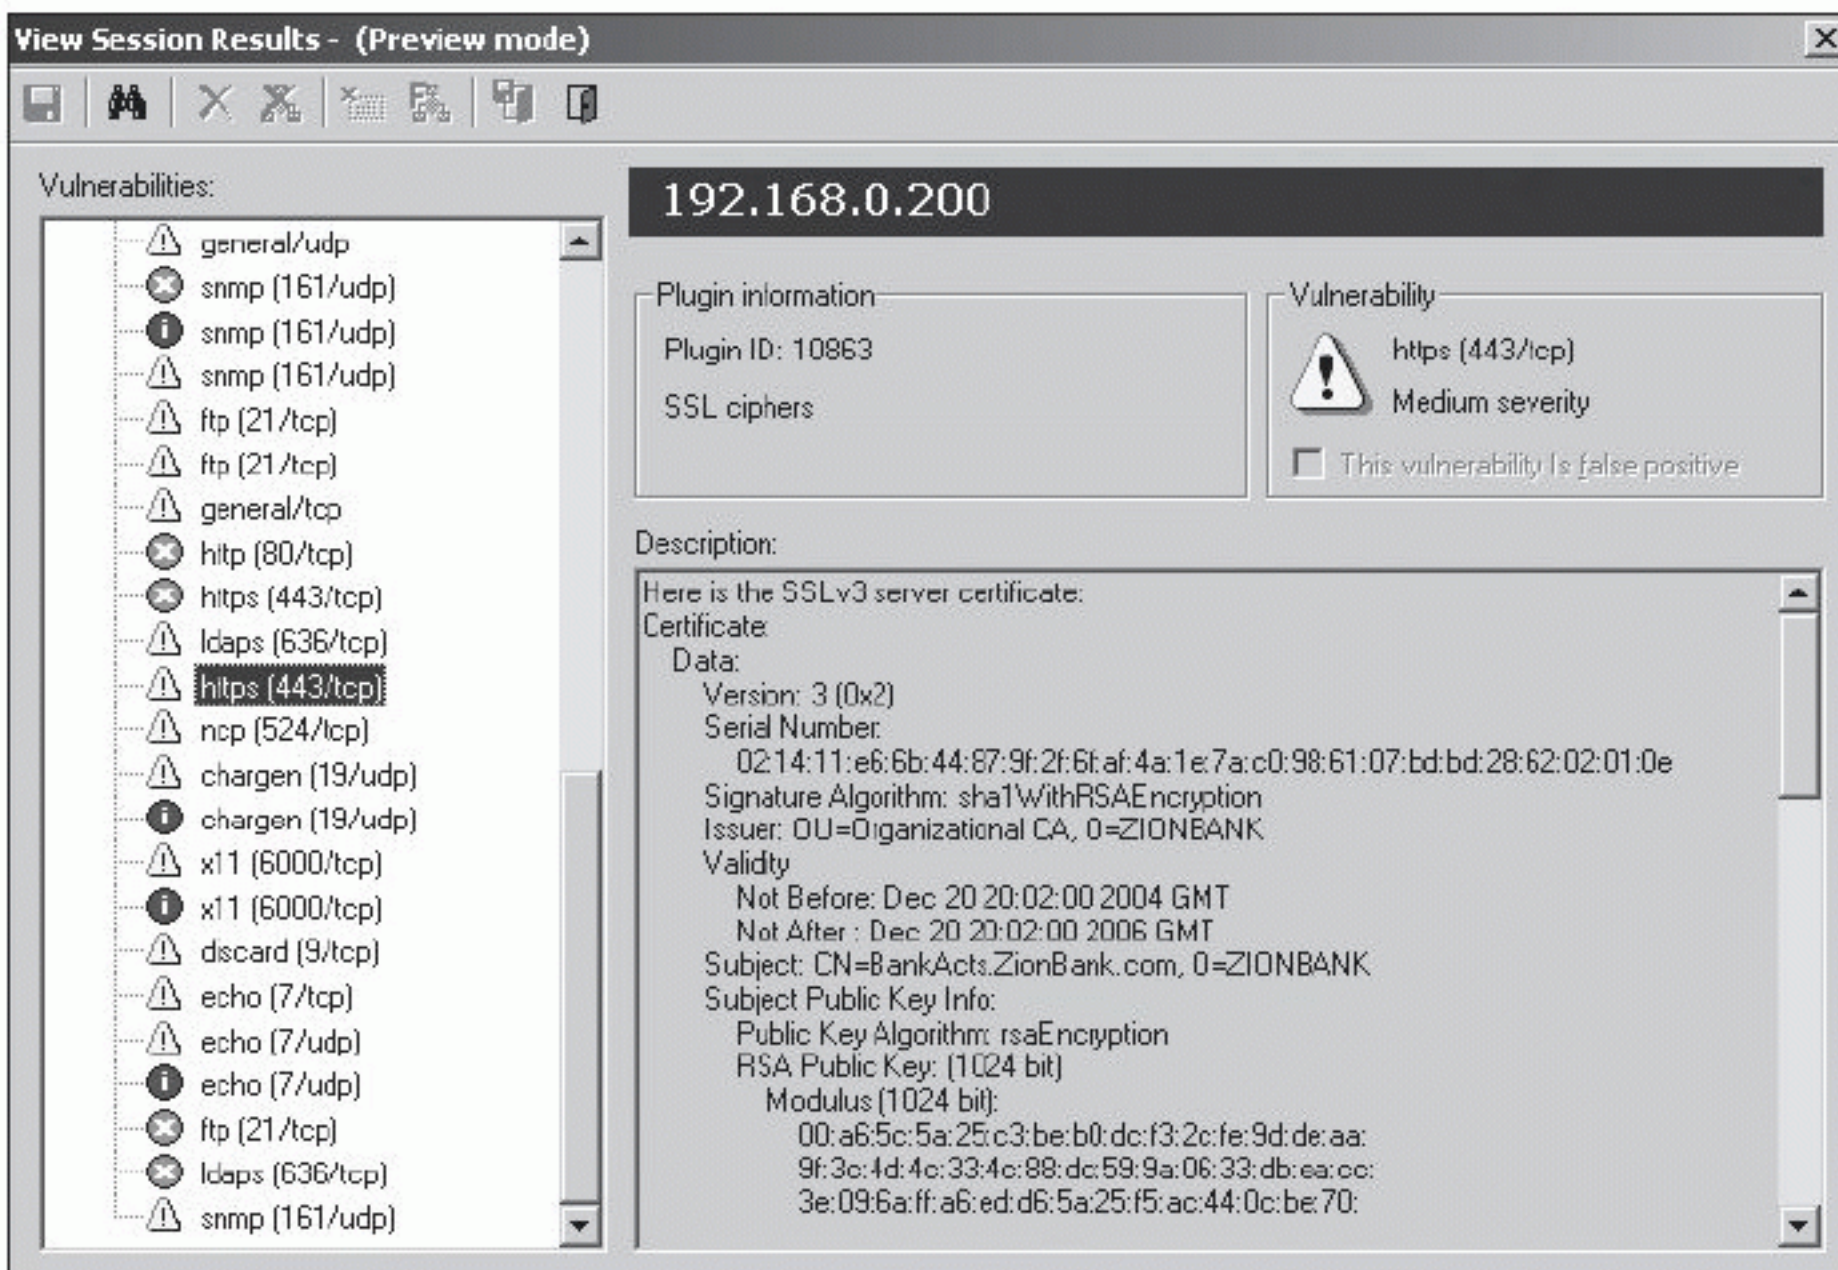 View Session Results - (Preview mode)
Vulnerabilities:
general/udp
snmp (161/udp)
snmp (161/udp)
snmp (161/udp)
ftp (21/tcp)
ftp (21/tcp)
general/tcp
http (80/tcp)
https (443/tcp)
ldaps (636/tcp)
https (443/tcp)
ncp (524/tcp)
chargen (19/udp)
chargen (19/udp)
x11 (6000/tcp)
x11 (6000/tcp)
discard (9/tcp)
echo (7/tcp)
echo (7/udp)
echo (7/udp)
ftp (21/tcp)
ldaps (636/tcp)
snmp (161/udp)
192.168.0.200
Plugin information
Plugin ID: 10863
SSL ciphers
Vulnerability
https (443/tcp)
Medium severity
This vulnerability Is false positive
Description:
Here is the SSLv3 server certificate:
Certificate:
Data:
Version: 3 (0x2)
Serial Number:
02:14:11:e6:6b:44:87:9f:2f:6f:af:4a:1e:7a:c0:98:61:07:bd:bd:28:62:02:01:0e
Signature Algorithm: sha1WithRSAEncryption
Issuer: OU=Organizational CA, O=ZIONBANK
Validity
Not Before: Dec 20 20:02:00 2004 GMT
Not After : Dec 20 20:02:00 2006 GMT
Subject: CN=BankActs.ZionBank.com, O=ZIONBANK
Subject Public Key Info:
Public Key Algorithm: rsaEncryption
RSA Public Key: (1024 bit)
Modulus (1024 bit):
00:a6:5c:5a:25:c3:be:b0:dc:f3:2c:fe:9d:de:aa:
9f:3c:4d:4c:33:4c:88:dc:59:9a:06:33:db:ea:cc:
3e:09:6a:ff:a6:ed:d6:5a:25:f5:ac:44:0c:be:70: